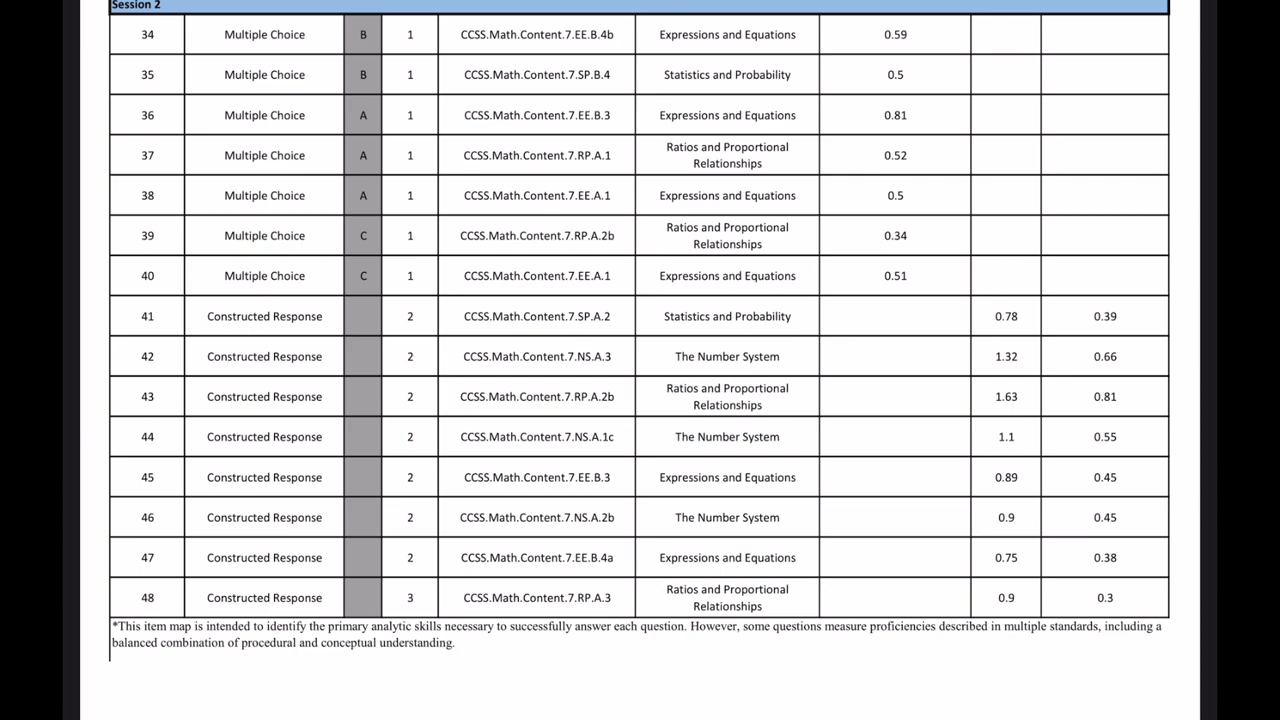 Session 2
34 Multiple Choice B 1 CCSS.Math.Content.7.EE.B.4b Expressions and Equations 0.59
35 Multiple Choice B 1 CCSS.Math.Content.7.SP.B.4 Statistics and Probability 0.5
36 Multiple Choice A 1 CCSS.Math.Content.7.EE.B.3 Expressions and Equations 0.81
37 Multiple Choice A 1 CCSS.Math.Content.7.RP.A.1 Ratios and Proportional Relationships 0.52
38 Multiple Choice A 1 CCSS.Math.Content.7.EE.A.1 Expressions and Equations 0.5
39 Multiple Choice C 1 CCSS.Math.Content.7.RP.A.2b Ratios and Proportional Relationships 0.34
40 Multiple Choice C 1 CCSS.Math.Content.7.EE.A.1 Expressions and Equations 0.51
41 Constructed Response 2 CCSS.Math.Content.7.SP.A.2 Statistics and Probability 0.78 0.39
42 Constructed Response 2 CCSS.Math.Content.7.NS.A.3 The Number System 1.32 0.66
43 Constructed Response 2 CCSS.Math.Content.7.RP.A.2b Ratios and Proportional Relationships 1.63 0.81
44 Constructed Response 2 CCSS.Math.Content.7.NS.A.1c The Number System 1.1 0.55
45 Constructed Response 2 CCSS.Math.Content.7.EE.B.3 Expressions and Equations 0.89 0.45
46 Constructed Response 2 CCSS.Math.Content.7.NS.A.2b The Number System 0.9 0.45
47 Constructed Response 2 CCSS.Math.Content.7.EE.B.4a Expressions and Equations 0.75 0.38
48 Constructed Response 3 CCSS.Math.Content.7.RP.A.3 Ratios and Proportional Relationships 0.9 0.3
*This item map is intended to identify the primary analytic skills necessary to successfully answer each question. However, some questions measure proficiencies described in multiple standards, including a
balanced combination of procedural and conceptual understanding.